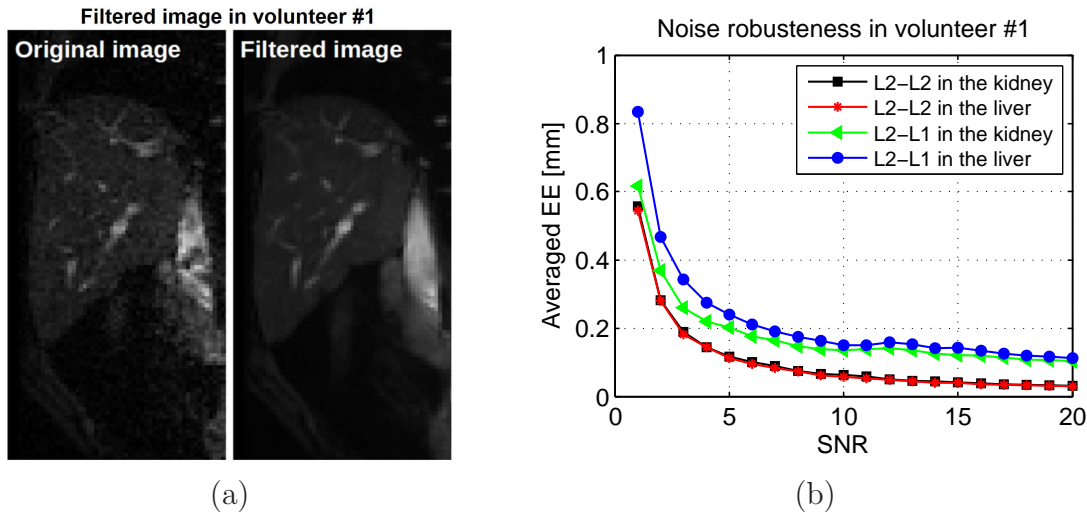 Filtered image in volunteer #1
Original image
Filtered image
(a)
Noise robusteness in volunteer #1
Averaged EE [mm]
1
0.8
0.6
0.4
0.2
0
L2−L2 in the kidney
L2−L2 in the liver
L2−L1 in the kidney
L2−L1 in the liver
0 5 10 15 20
SNR
(b)